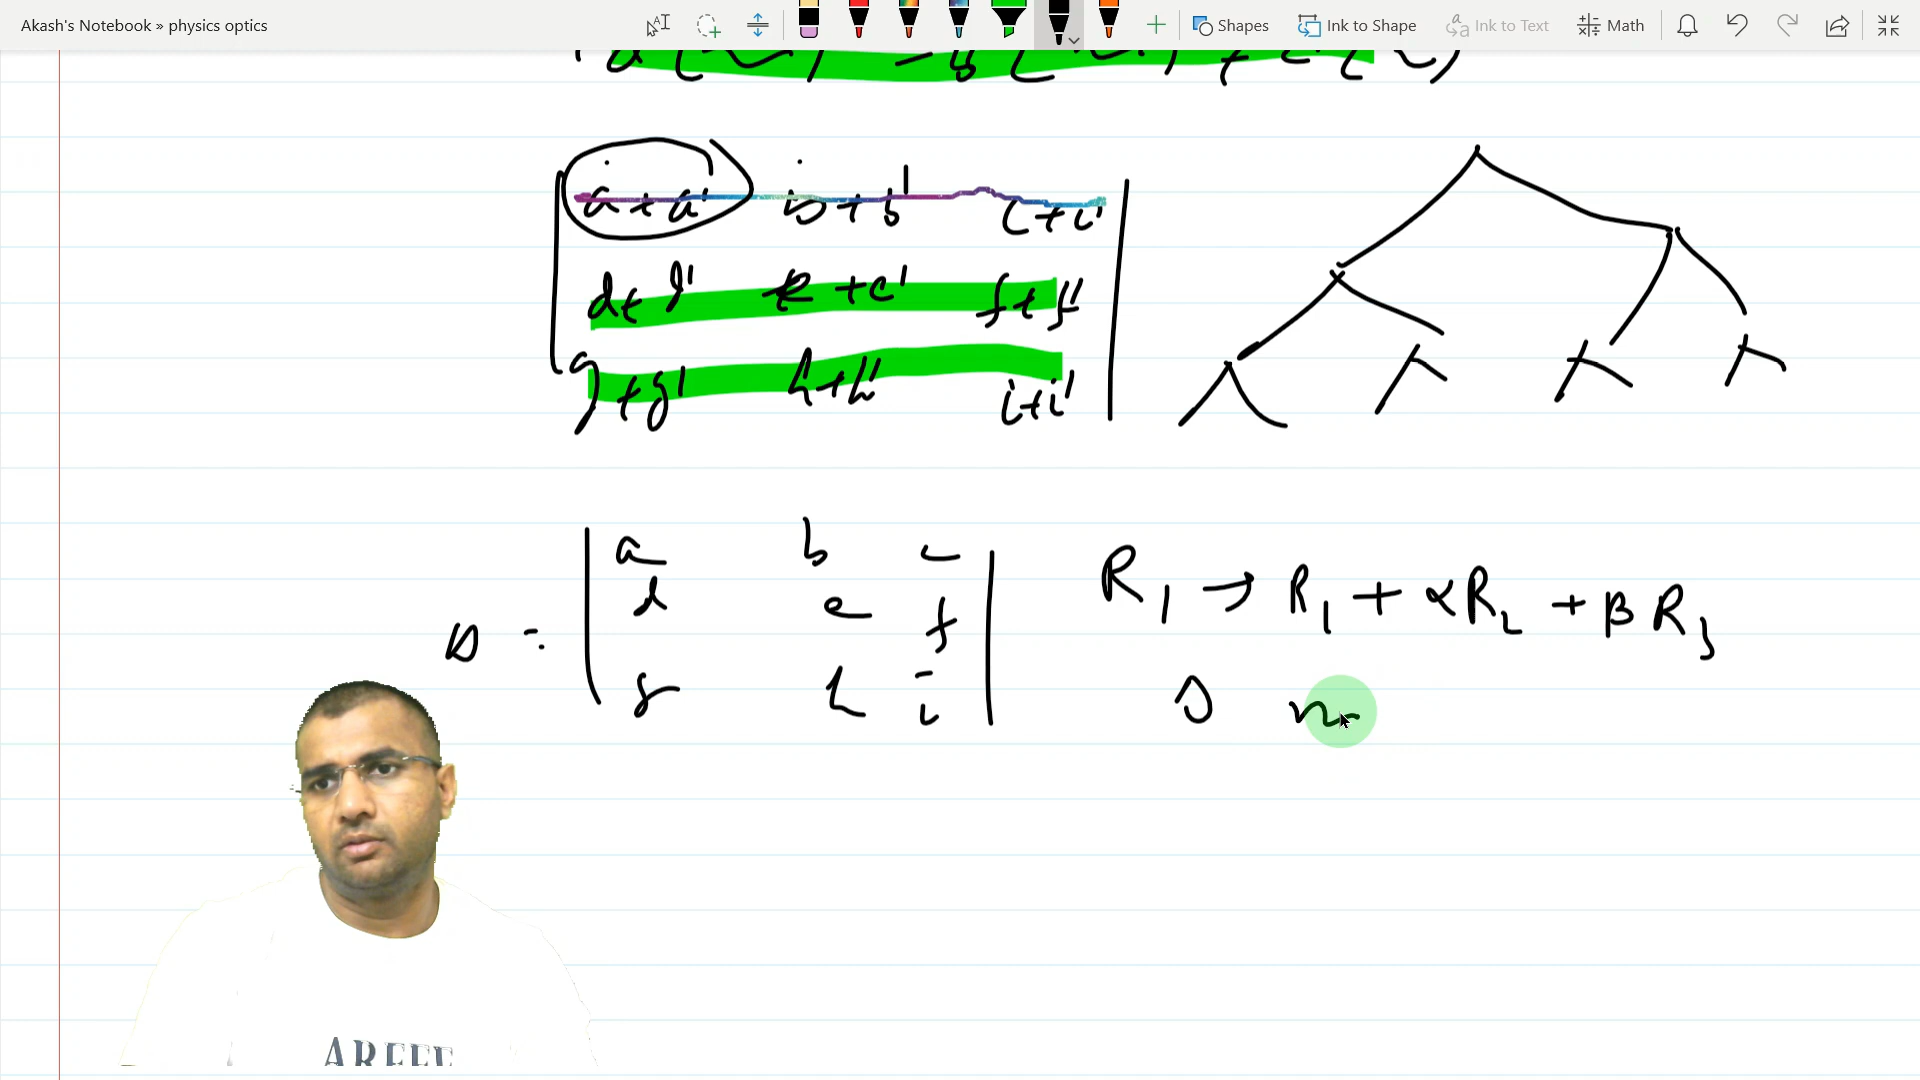 Akash's Notebook » physics optics
Shapes
Ink to Shape
Ink to Text
Math
a+a' b+b' c+c'
d+d' e+e' f+f'
g+g' h+h' i+i'
a b c
d e f
g h i
D =
R₁ → R₁ + αR₂ + βR₃